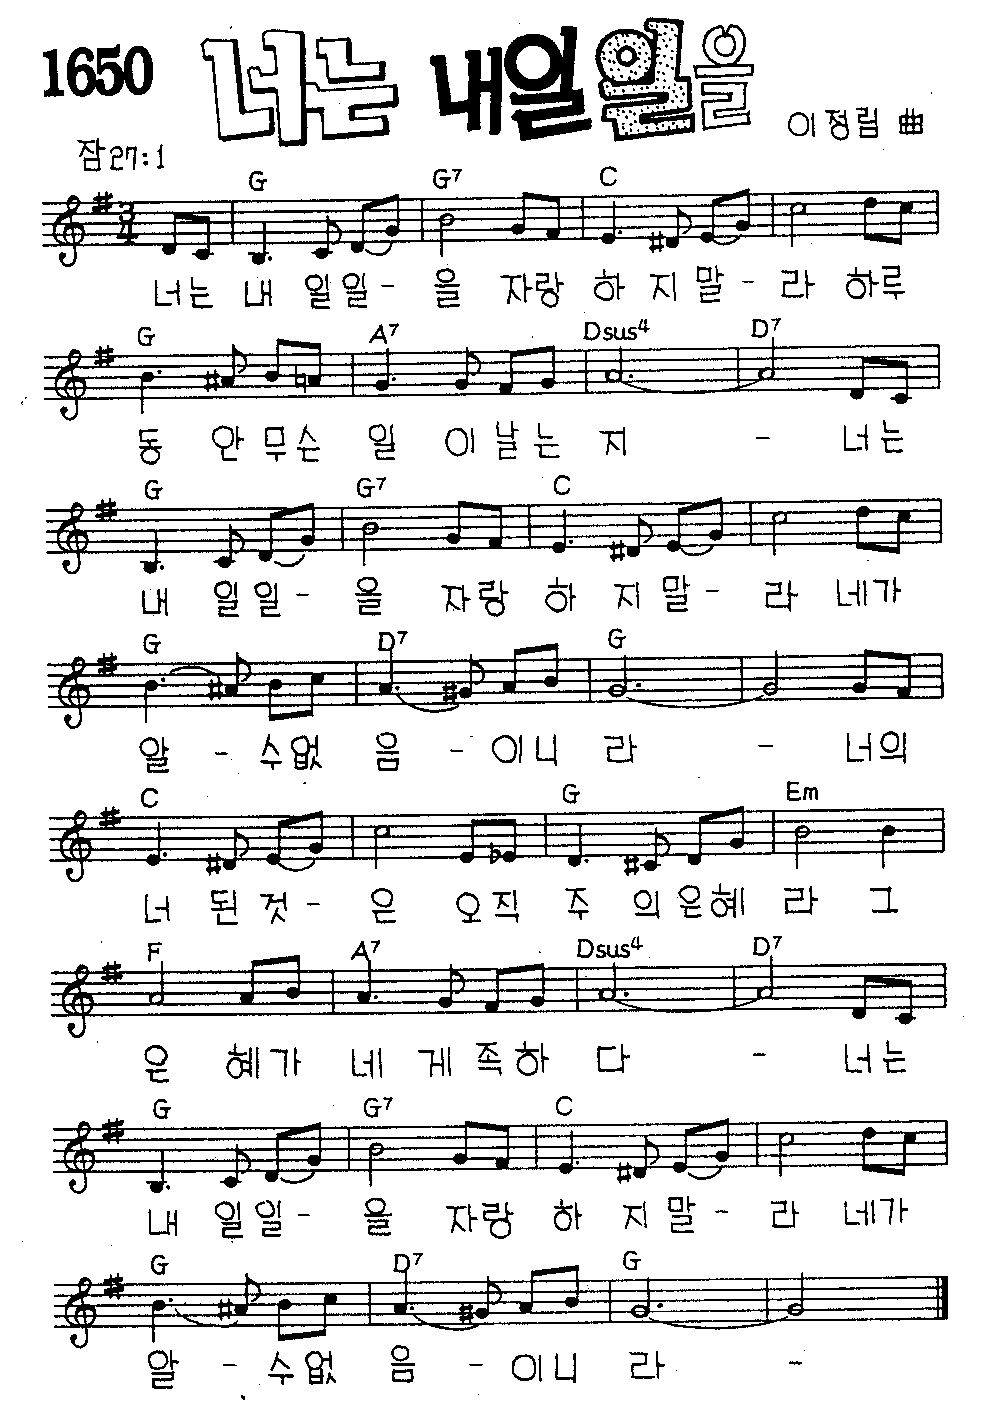 1650 너는 내일 일을
이정림 曲
잠27:1
G G7 C
너는 내 일일- 을 자랑 하 지말- 라 하루
G A7 Dsus4 D7
동 안무슨 일 이날는 지 - 너는
G G7 C
내 일일- 을 자랑 하 지말- 라 네가
G D7 G
알 - 수없 음 - 이니 라 - 너의
C G Em
너 된것- 은 오직 주 의은혜 라 그
F A7 Dsus4 D7
은 혜가 네 게족하 다 - 너는
G G7 C
내 일일- 을 자랑 하 지말- 라 네가
G D7 G
알 - 수없 음 - 이니 라 -